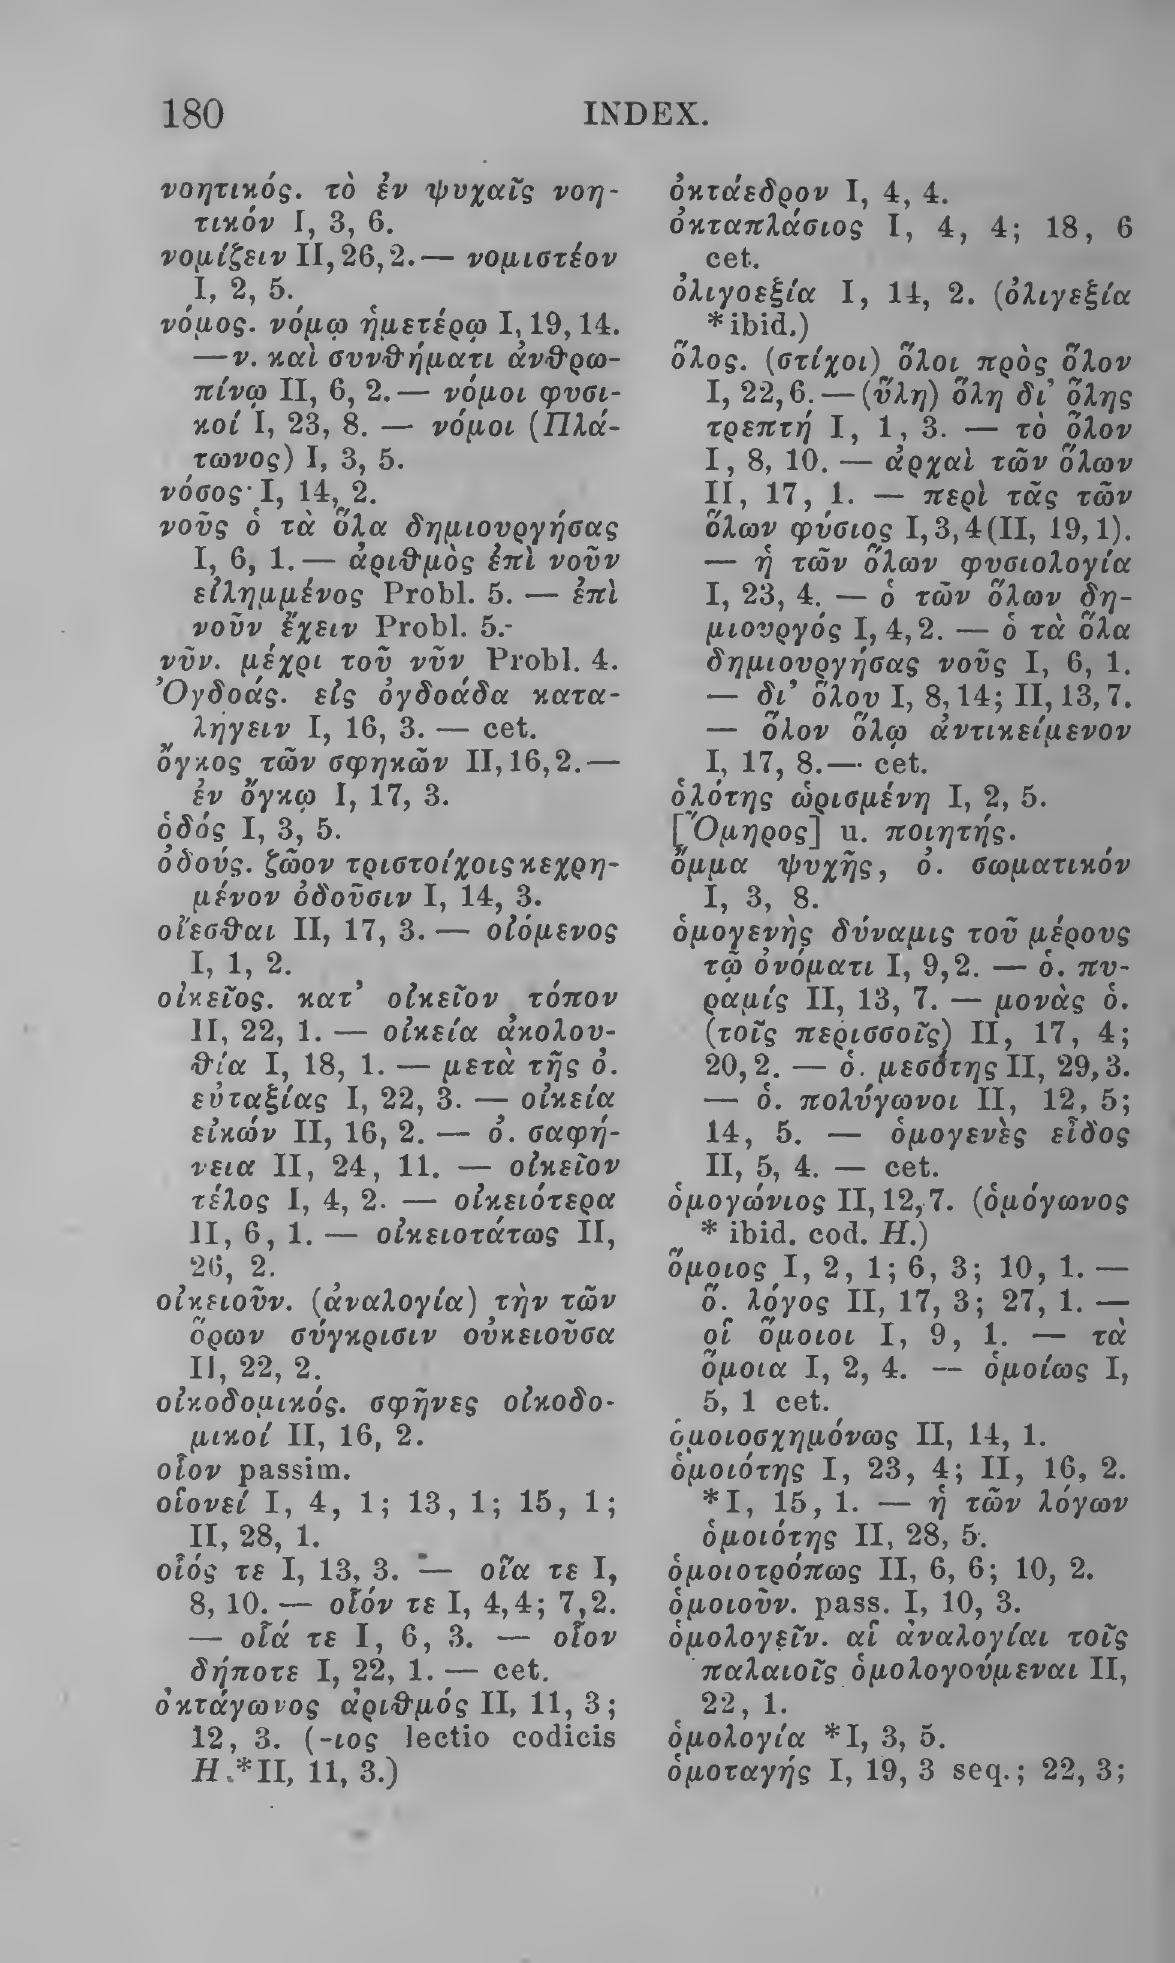 180 INDEX.
νοητικός. τὸ ἐν ψυχαῖς νοη-
τικόν I, 3, 6.
νομίζειν II, 26, 2. — νομιστέον
I, 2, 5.
νόμος. νόμῳ ἡμετέρῳ I, 19, 14.
— ν. καὶ συνθήματι ἀνθρω-
πίνῳ II, 6, 2. — νόμοι φυσι-
κοί I, 23, 8. — νόμοι (Πλά-
τωνος) I, 3, 5.
νόσος I, 14, 2.
νοῦς ὁ τὰ ὅλα δημιουργήσας
I, 6, 1. — ἀριθμὸς ἐπὶ νοῦν
εἰλημμένος Probl. 5. — ἐπὶ
νοῦν ἔχειν Probl. 5.
νῦν. μέχρι τοῦ νῦν Probl. 4.
Ὀγδοάς. εἰς ὀγδοάδα κατα-
λήγειν I, 16, 3. — cet.
ὄγκος τῶν σφηκῶν II, 16, 2. —
ἐν ὄγκῳ I, 17, 3.
ὁδός I, 3, 5.
ὀδούς. ζῶον τριστοίχοις κεχρη-
μένον ὀδοῦσιν I, 14, 3.
οἴεσθαι II, 17, 3. — οἰόμενος
I, 1, 2.
οἰκεῖος. κατ’ οἰκεῖον τόπον
II, 22, 1. — οἰκεία ἀκολου-
θία I, 18, 1. — μετὰ τῆς ὀ.
εὐταξίας I, 22, 3. — οἰκεία
εἰκών II, 16, 2. — ὀ. σαφή-
νεια II, 24, 11. — οἰκεῖον
τέλος I, 4, 2. — οἰκειότερα
II, 6, 1. — οἰκειοτάτως II,
26, 2.
οἰκειοῦν. (ἀναλογία) τὴν τῶν
ὅρων σύγκρισιν οὐκειοῦσα
II, 22, 2.
οἰκοδομικός. σφῆνες οἰκοδο-
μικοί II, 16, 2.
οἷον passim.
οἱονεί I, 4, 1; 13, 1; 15, 1;
II, 28, 1.
οἷός τε I, 13, 3. — οἵα τε I,
8, 10. — οἷόν τε I, 4, 4; 7, 2.
— οἷά τε I, 6, 3. — οἷον
δήποτε I, 22, 1. — cet.
ὀκτάγωνος ἀριθμός II, 11, 3;
12, 3. (-ιος lectio codicis
H. *II, 11, 3.)
ὀκτάεδρον I, 4, 4.
ὀκταπλάσιος I, 4, 4; 18, 6
cet.
ὀλιγοεξία I, 14, 2. (ὀλιγεξία
* ibid.)
ὅλος. (στίχοι) ὅλοι πρὸς ὅλον
I, 22, 6. — (ὕλη) ὅλη δι’ ὅλης
τρεπτή I, 1, 3. — τὸ ὅλον
I, 8, 10. — ἀρχαὶ τῶν ὅλων
II, 17, 1. — περὶ τᾶς τῶν
ὅλων φύσιος I, 3, 4 (II, 19, 1).
— ἡ τῶν ὅλων φυσιολογία
I, 23, 4. — ὁ τῶν ὅλων δη-
μιουργός I, 4, 2. — ὁ τὰ ὅλα
δημιουργήσας νοῦς I, 6, 1.
— δι’ ὅλου I, 8, 14; II, 13, 7.
— ὅλον ὅλῳ ἀντικείμενον
I, 17, 8. — cet.
ὁλότης ὡρισμένη I, 2, 5.
[Ὅμηρος] u. ποιητής.
ὄμμα ψυχῆς, ὀ. σωματικόν
I, 3, 8.
ὁμογενὴς δύναμις τοῦ μέρους
τῷ ὀνόματι I, 9, 2. — ὁ. πυ-
ραμίς II, 13, 7. — μονὰς ὁ.
(τοῖς περισσοῖς) II, 17, 4;
20, 2. — ὁ. μεσότης II, 29, 3.
— ὁ. πολύγωνοι II, 12, 5;
14, 5. — ὁμογενὲς εἶδος
II, 5, 4. — cet.
ὁμογώνιος II, 12, 7. (ὁμόγωνος
* ibid. cod. H.)
ὅμοιος I, 2, 1; 6, 3; 10, 1. —
ὅ. λόγος II, 17, 3; 27, 1. —
οἱ ὅμοιοι I, 9, 1. — τὰ
ὅμοια I, 2, 4. — ὁμοίως I,
5, 1 cet.
ὁμοιοσχημόνως II, 14, 1.
ὁμοιότης I, 23, 4; II, 16, 2.
*I, 15, 1. — ἡ τῶν λόγων
ὁμοιότης II, 28, 5.
ὁμοιοτρόπως II, 6, 6; 10, 2.
ὁμοιοῦν. pass. I, 10, 3.
ὁμολογεῖν. αἱ ἀναλογίαι τοῖς
παλαιοῖς ὁμολογούμεναι II,
22, 1.
ὁμολογία *I, 3, 5.
ὁμοταγής I, 19, 3 seq.; 22, 3;